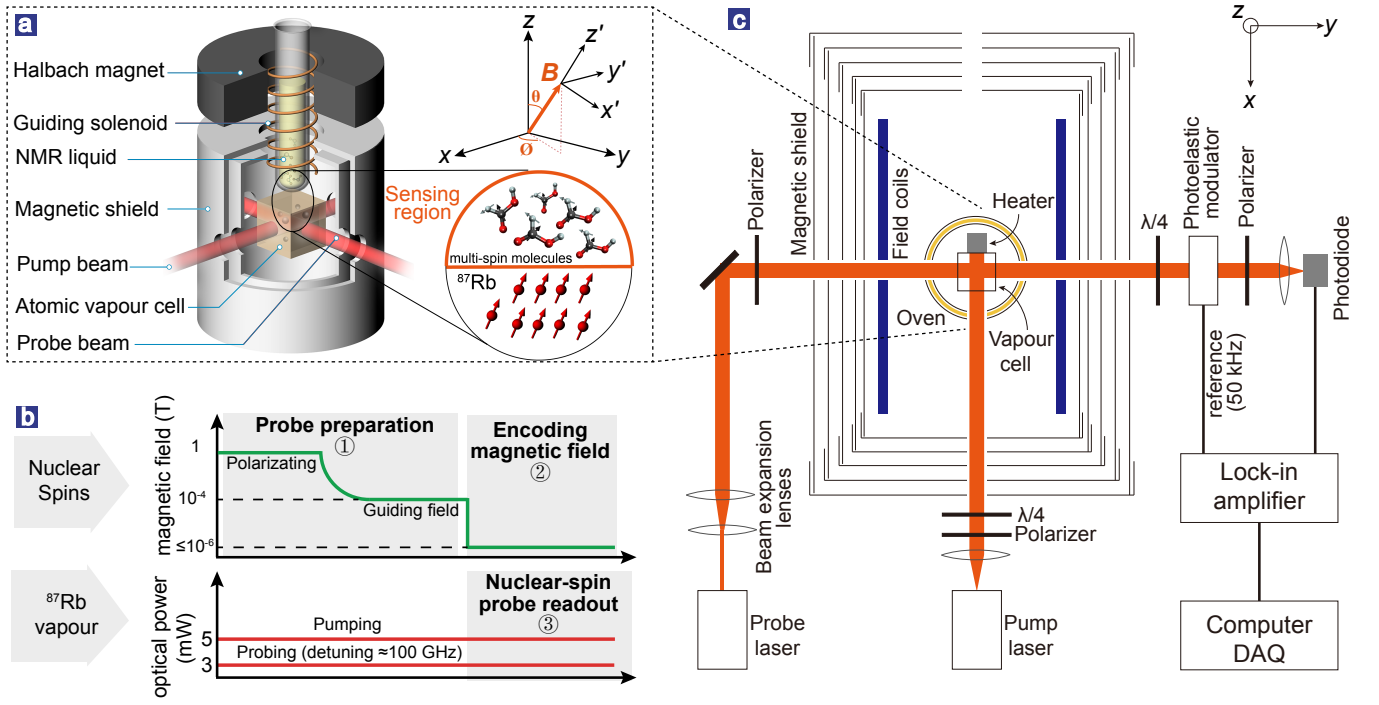 a
Halbach magnet
Guiding solenoid
NMR liquid
Magnetic shield
Pump beam
Atomic vapour cell
Probe beam
z
z'
y'
x'
B
θ
Ø
x
y
Sensing
region
multi-spin molecules
⁸⁷Rb
b
Nuclear
Spins
magnetic field (T)
1
10⁻⁴
≤10⁻⁶
Probe preparation
①
Polarizating
Guiding field
Encoding
magnetic field
②
⁸⁷Rb
vapour
optical power
(mW)
5
3
Pumping
Probing (detuning ≈100 GHz)
Nuclear-spin
probe readout
③
c
z
y
x
Polarizer
Magnetic shield
Field coils
Heater
Oven
Vapour
cell
λ/4
Photoelastic
modulator
Polarizer
Photodiode
reference
(50 kHz)
Beam expansion
lenses
λ/4
Polarizer
Probe
laser
Pump
laser
Lock-in
amplifier
Computer
DAQ